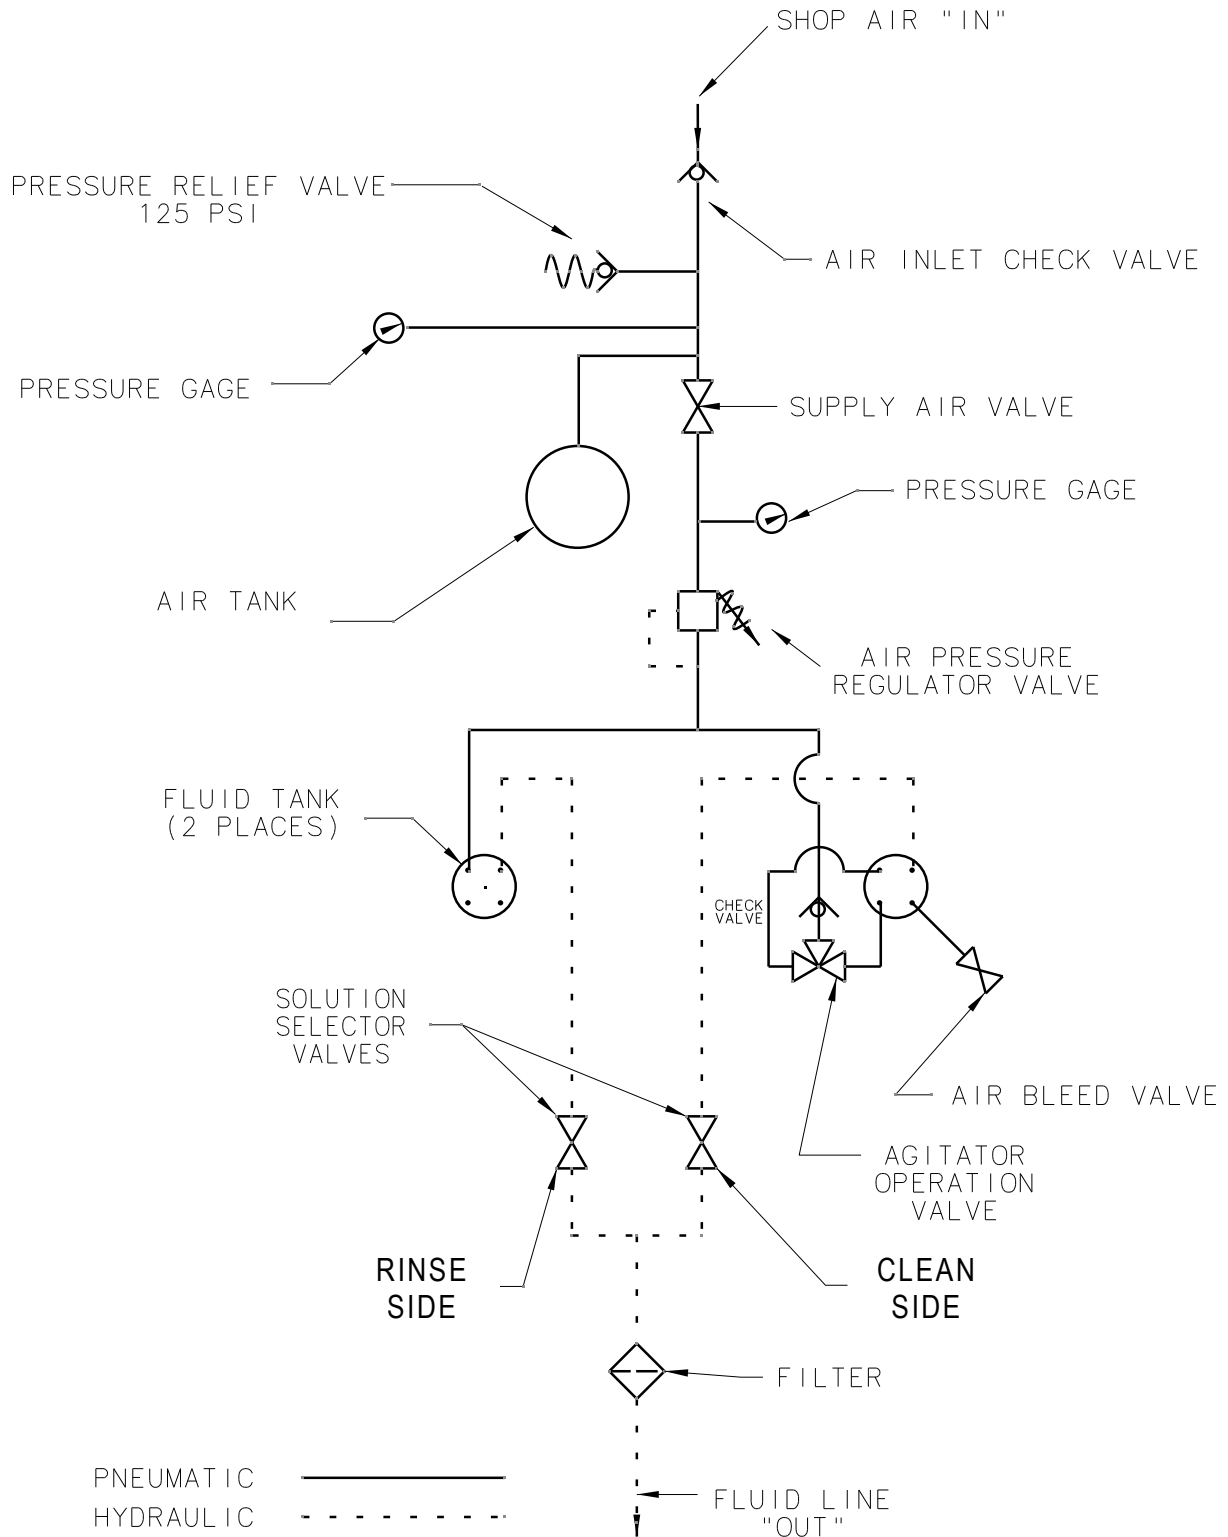 SHOP AIR "IN"
PRESSURE RELIEF VALVE
125 PSI
AIR INLET CHECK VALVE
PRESSURE GAGE
SUPPLY AIR VALVE
PRESSURE GAGE
AIR TANK
AIR PRESSURE
REGULATOR VALVE
FLUID TANK
(2 PLACES)
CHECK
VALVE
SOLUTION
SELECTOR
VALVES
AIR BLEED VALVE
AGITATOR
OPERATION
VALVE
RINSE
SIDE
CLEAN
SIDE
FILTER
PNEUMATIC
HYDRAULIC
FLUID LINE
"OUT"